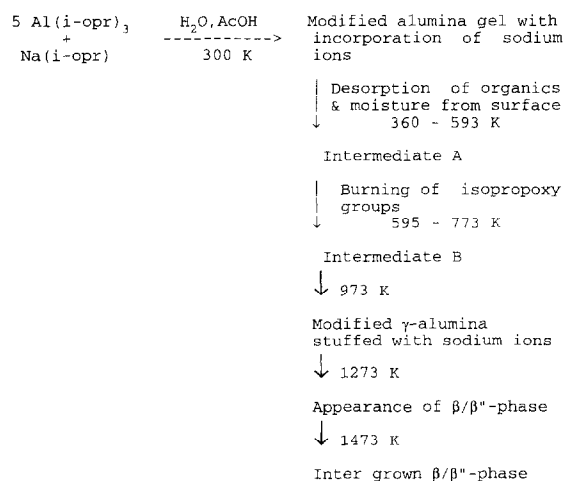 5 Al(i-opr)₃
+
Na(i-opr)
H₂O,AcOH
------------>
300 K
Modified alumina gel with
incorporation of sodium
ions
Desorption of organics
& moisture from surface
360 - 593 K
Intermediate A
Burning of isopropoxy
groups
595 - 773 K
Intermediate B
973 K
Modified γ-alumina
stuffed with sodium ions
1273 K
Appearance of β/β"-phase
1473 K
Inter grown β/β"-phase